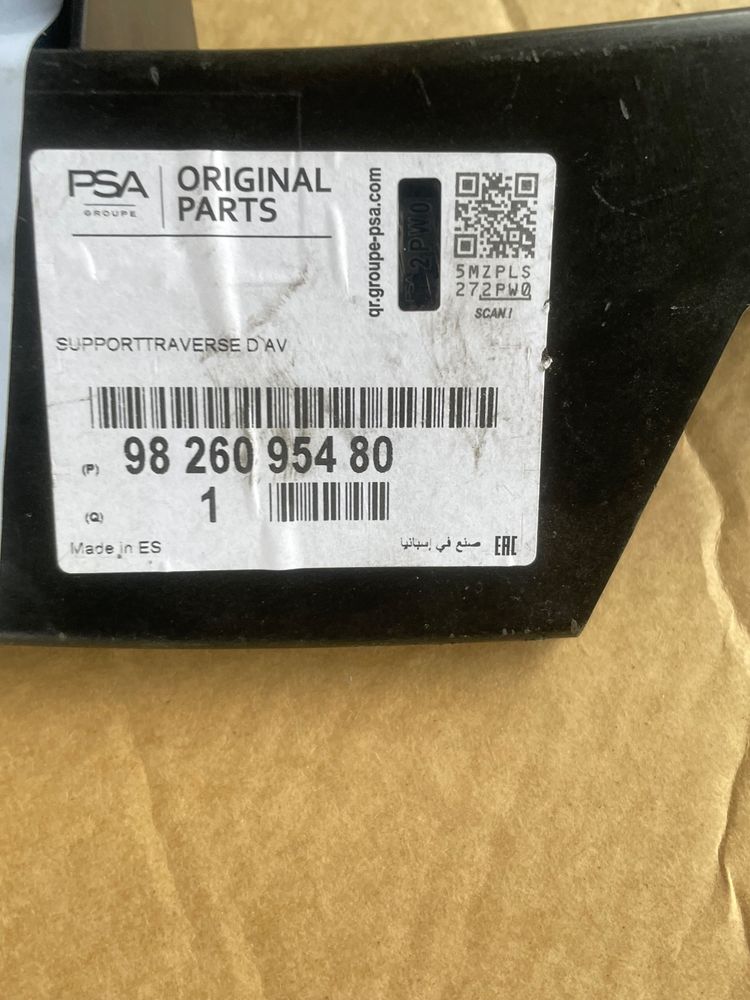 PSA
GROUPE
ORIGINAL
PARTS
qr.groupe-psa.com
PSA 2PW0
5MZPLS
272PW0
SCAN!
SUPPORTTRAVERSE D`AV
(P) 98 260 954 80
(Q) 1
Made in ES
صنع في إسبانيا
EAC